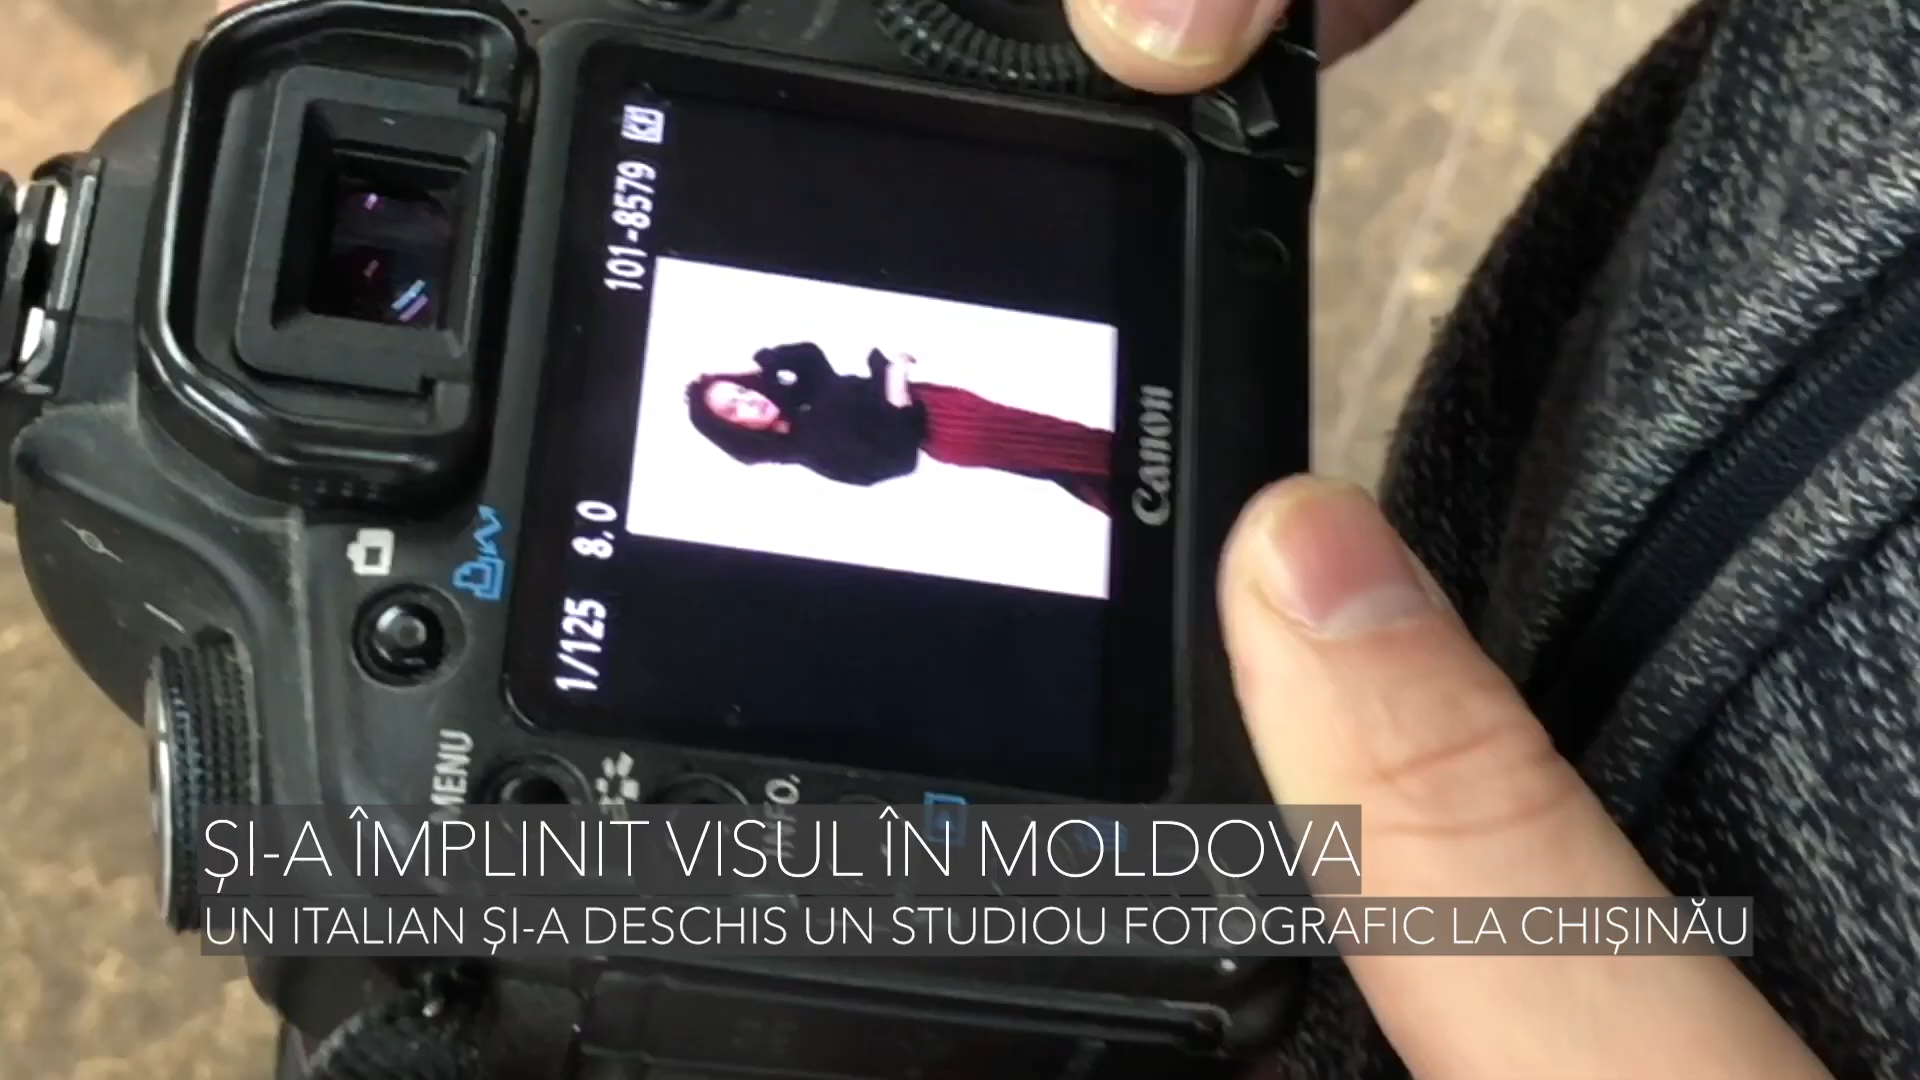 101-8579
1/125 8,0
Canon
MENU
INFO.
ȘI-A ÎMPLINIT VISUL ÎN MOLDOVA
UN ITALIAN ȘI-A DESCHIS UN STUDIOU FOTOGRAFIC LA CHIȘINĂU